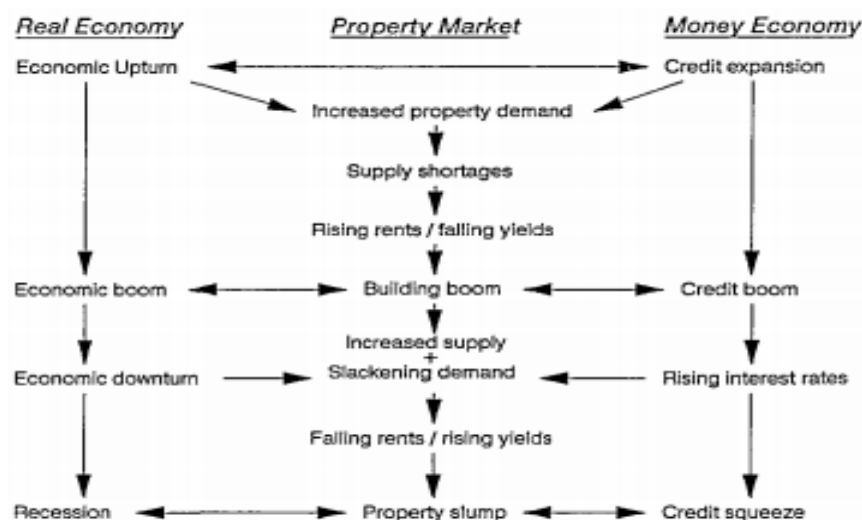 Real Economy Property Market Money Economy
Economic Upturn Credit expansion
Increased property demand
Supply shortages
Rising rents / falling yields
Economic boom Building boom Credit boom
Increased supply
+
Economic downturn Slackening demand Rising interest rates
Falling rents / rising yields
Recession Property slump Credit squeeze